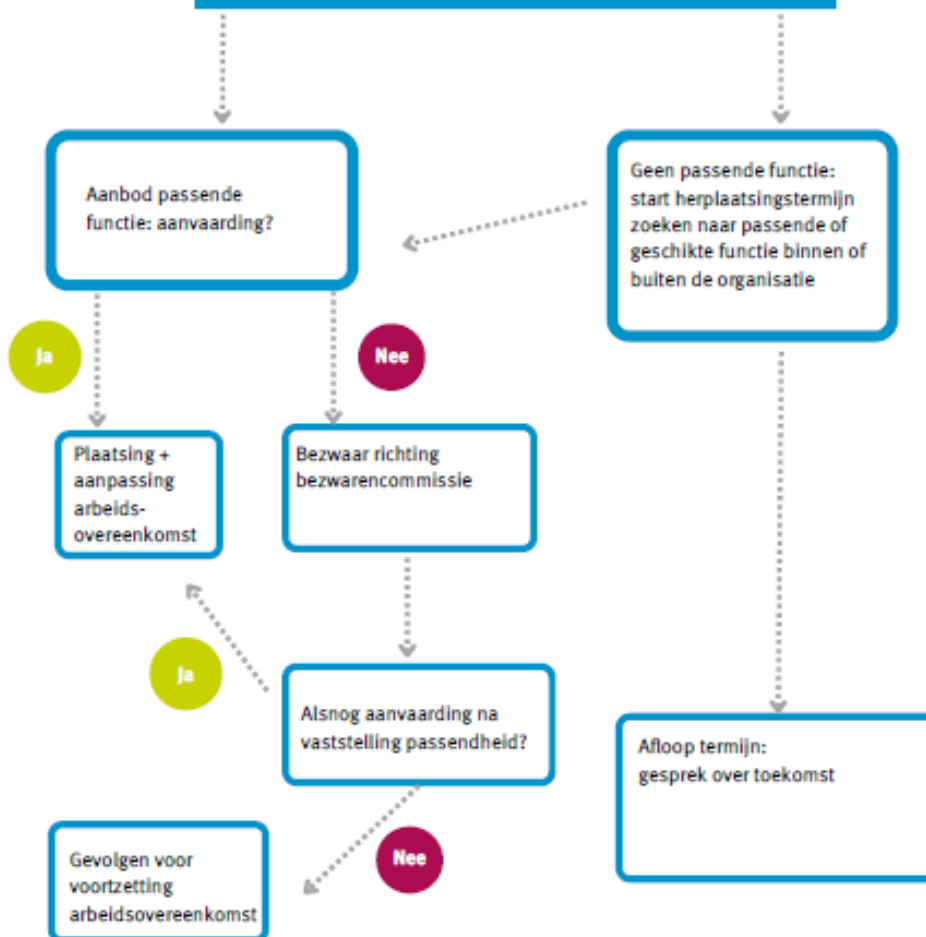 Aanbod passende
functie: aanvaarding?
Geen passende functie:
start herplaatsingstermijn
zoeken naar passende of
geschikte functie binnen of
buiten de organisatie
Ja
Nee
Plaatsing +
aanpassing
arbeids-
overeenkomst
Bezwaar richting
bezwarencommissie
Ja
Alsnog aanvaarding na
vaststelling passendheid?
Afloop termijn:
gesprek over toekomst
Nee
Gevolgen voor
voortzetting
arbeidsovereenkomst